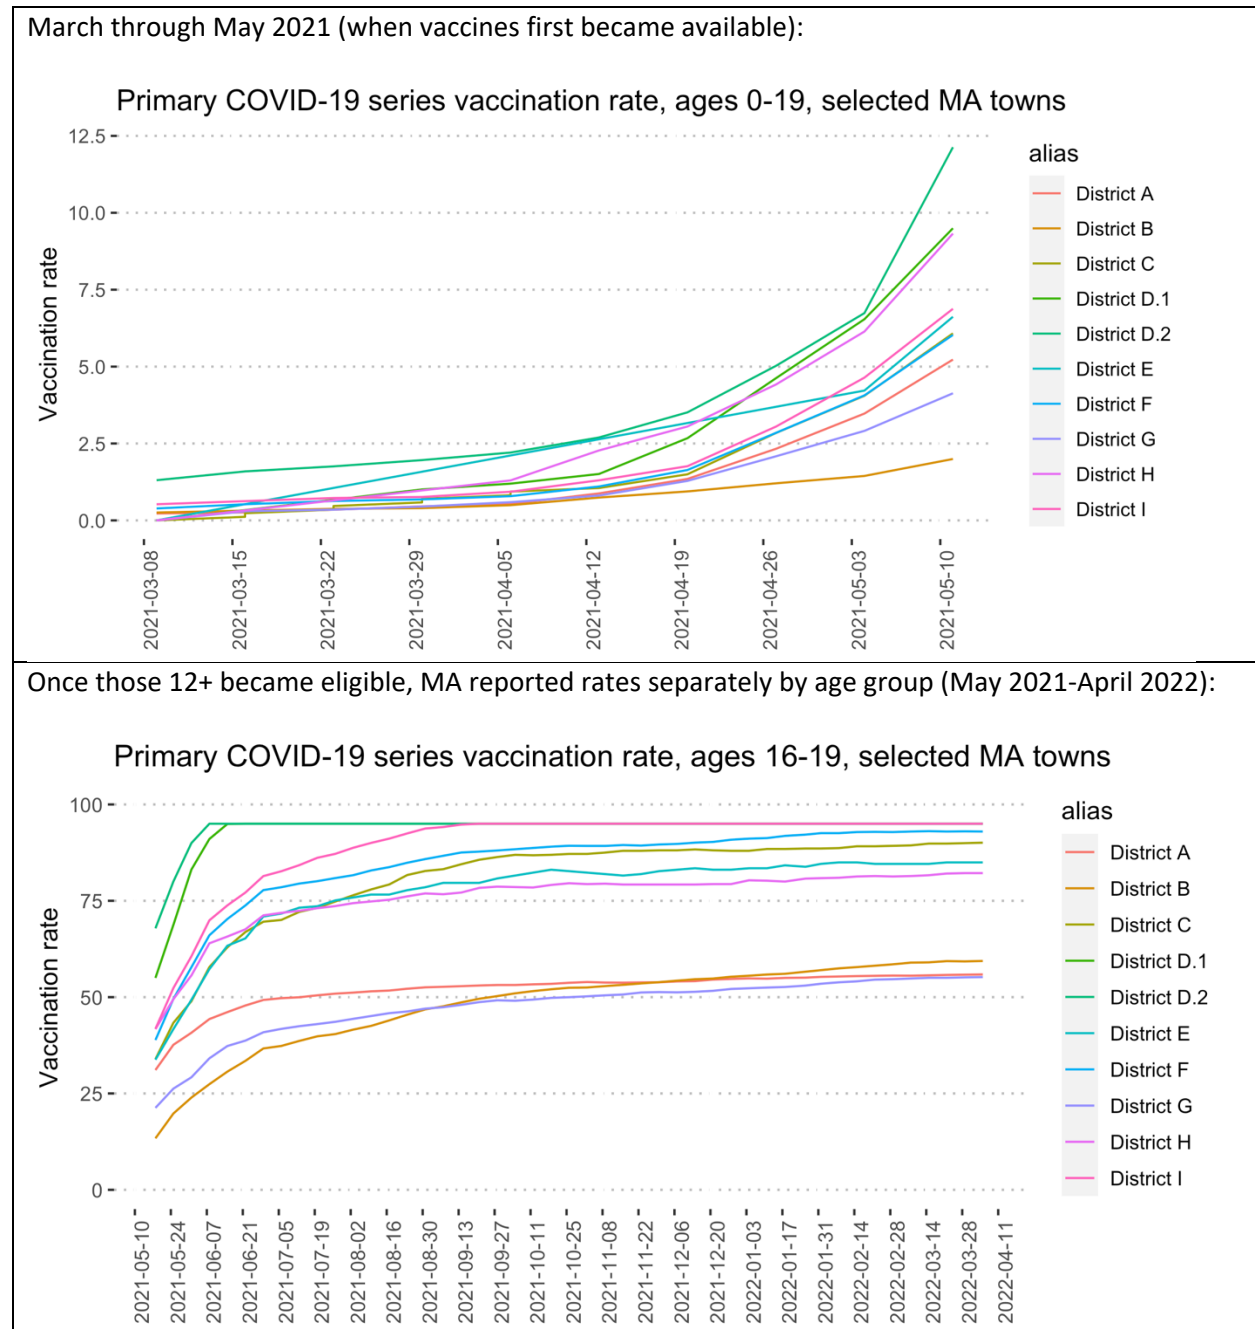 March through May 2021 (when vaccines first became available):
Primary COVID-19 series vaccination rate, ages 0-19, selected MA towns
12.5
10.0
7.5
5.0
2.5
0.0
Vaccination rate
2021-03-08
2021-03-15
2021-03-22
2021-03-29
2021-04-05
2021-04-12
2021-04-19
2021-04-26
2021-05-03
2021-05-10
alias
District A
District B
District C
District D.1
District D.2
District E
District F
District G
District H
District I
Once those 12+ became eligible, MA reported rates separately by age group (May 2021-April 2022):
Primary COVID-19 series vaccination rate, ages 16-19, selected MA towns
100
75
50
25
0
Vaccination rate
2021-05-10
2021-05-24
2021-06-07
2021-06-21
2021-07-05
2021-07-19
2021-08-02
2021-08-16
2021-08-30
2021-09-13
2021-09-27
2021-10-11
2021-10-25
2021-11-08
2021-11-22
2021-12-06
2021-12-20
2022-01-03
2022-01-17
2022-01-31
2022-02-14
2022-02-28
2022-03-14
2022-03-28
2022-04-11
alias
District A
District B
District C
District D.1
District D.2
District E
District F
District G
District H
District I